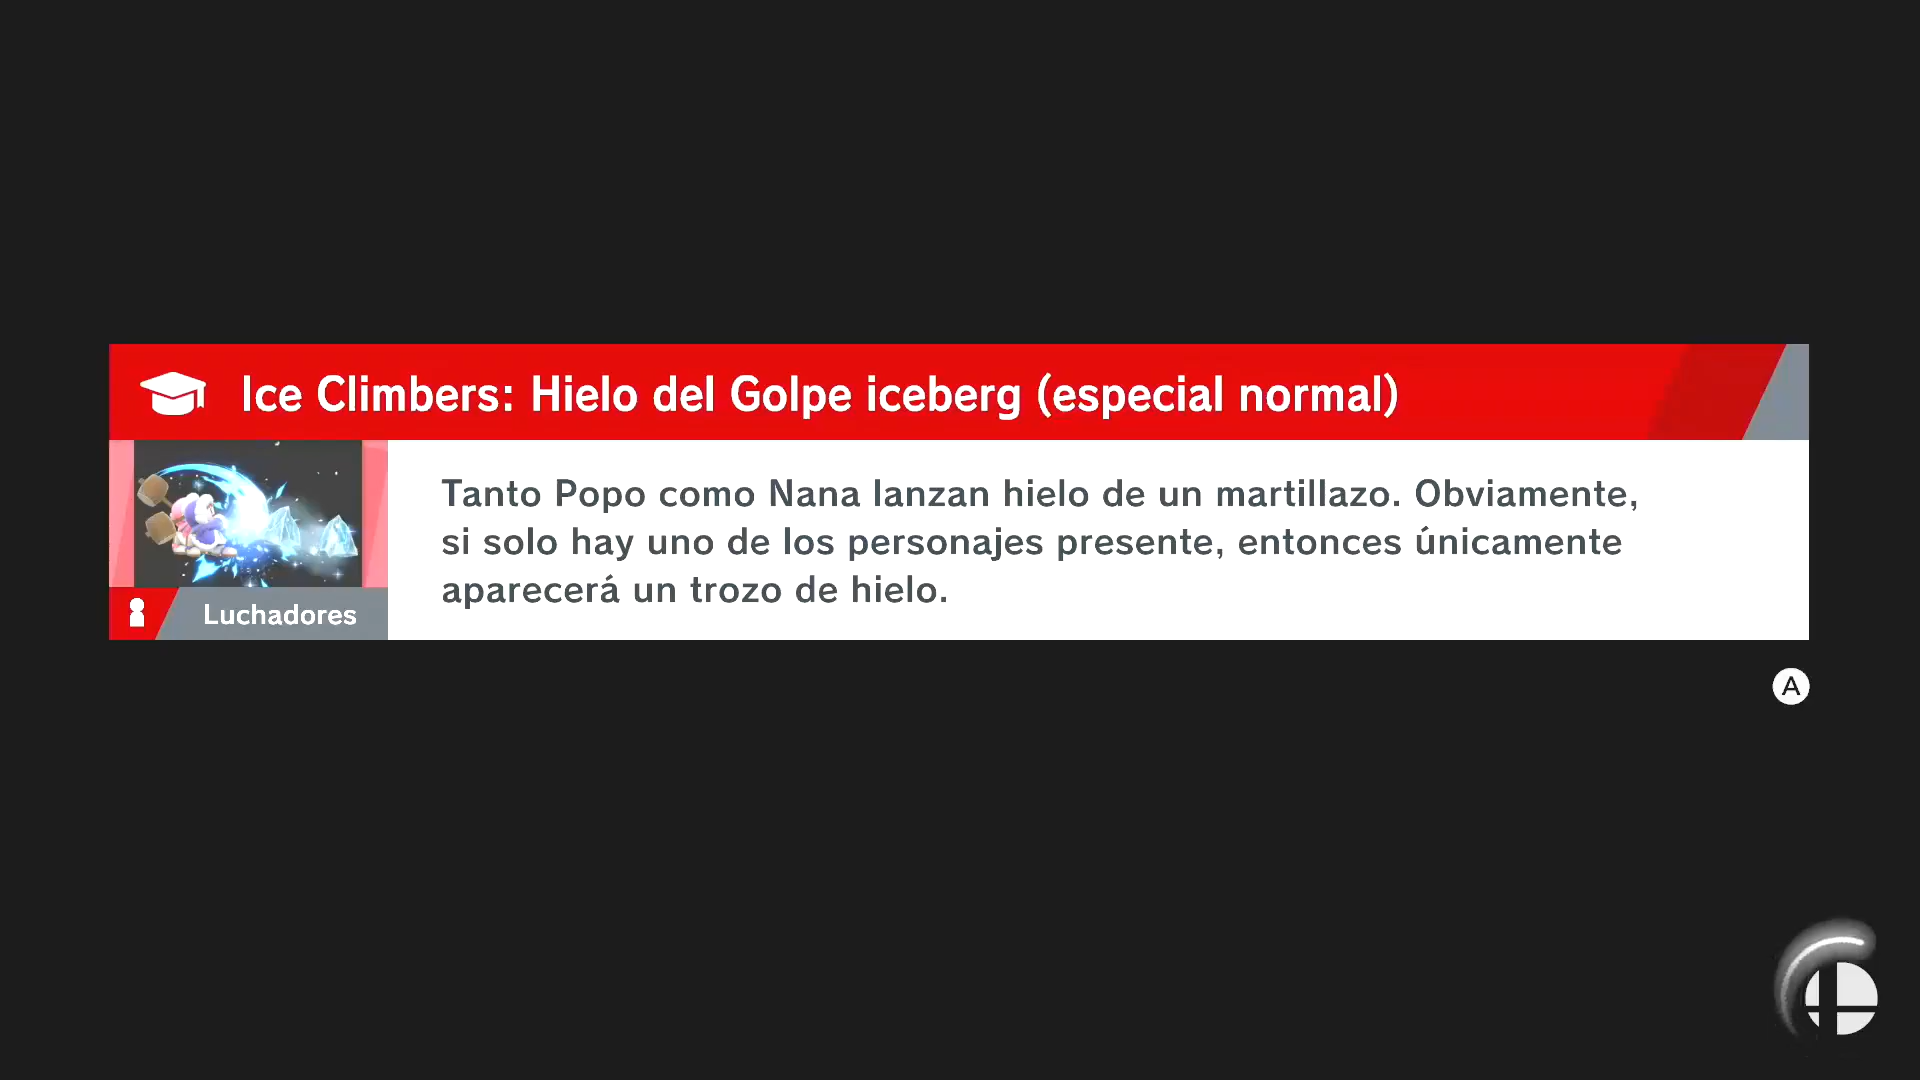 Ice Climbers: Hielo del Golpe iceberg (especial normal)
Tanto Popo como Nana lanzan hielo de un martillazo. Obviamente,
si solo hay uno de los personajes presente, entonces únicamente
aparecerá un trozo de hielo.
Luchadores
A